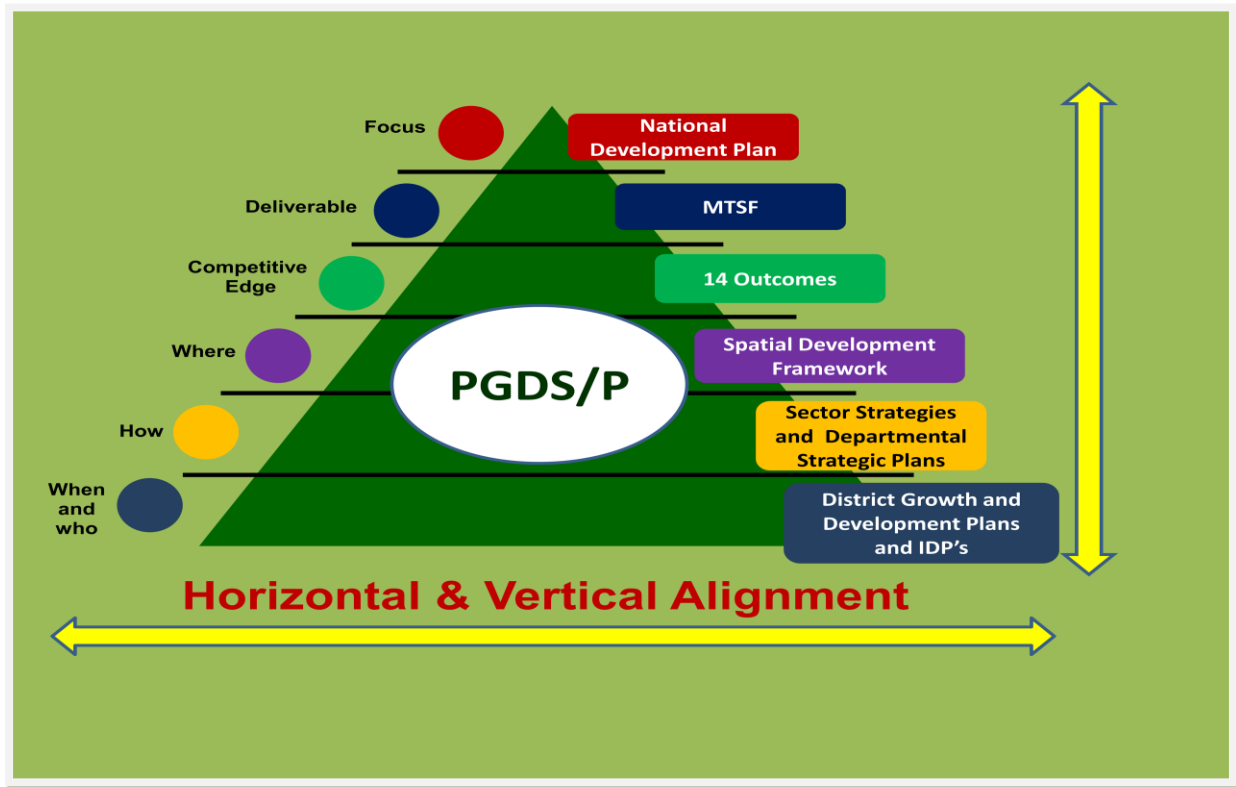 Focus
National
Development Plan
Deliverable
MTSF
Competitive
Edge
14 Outcomes
Where
Spatial Development
Framework
PGDS/P
How
Sector Strategies
and Departmental
Strategic Plans
When
and
who
District Growth and
Development Plans
and IDP's
Horizontal & Vertical Alignment